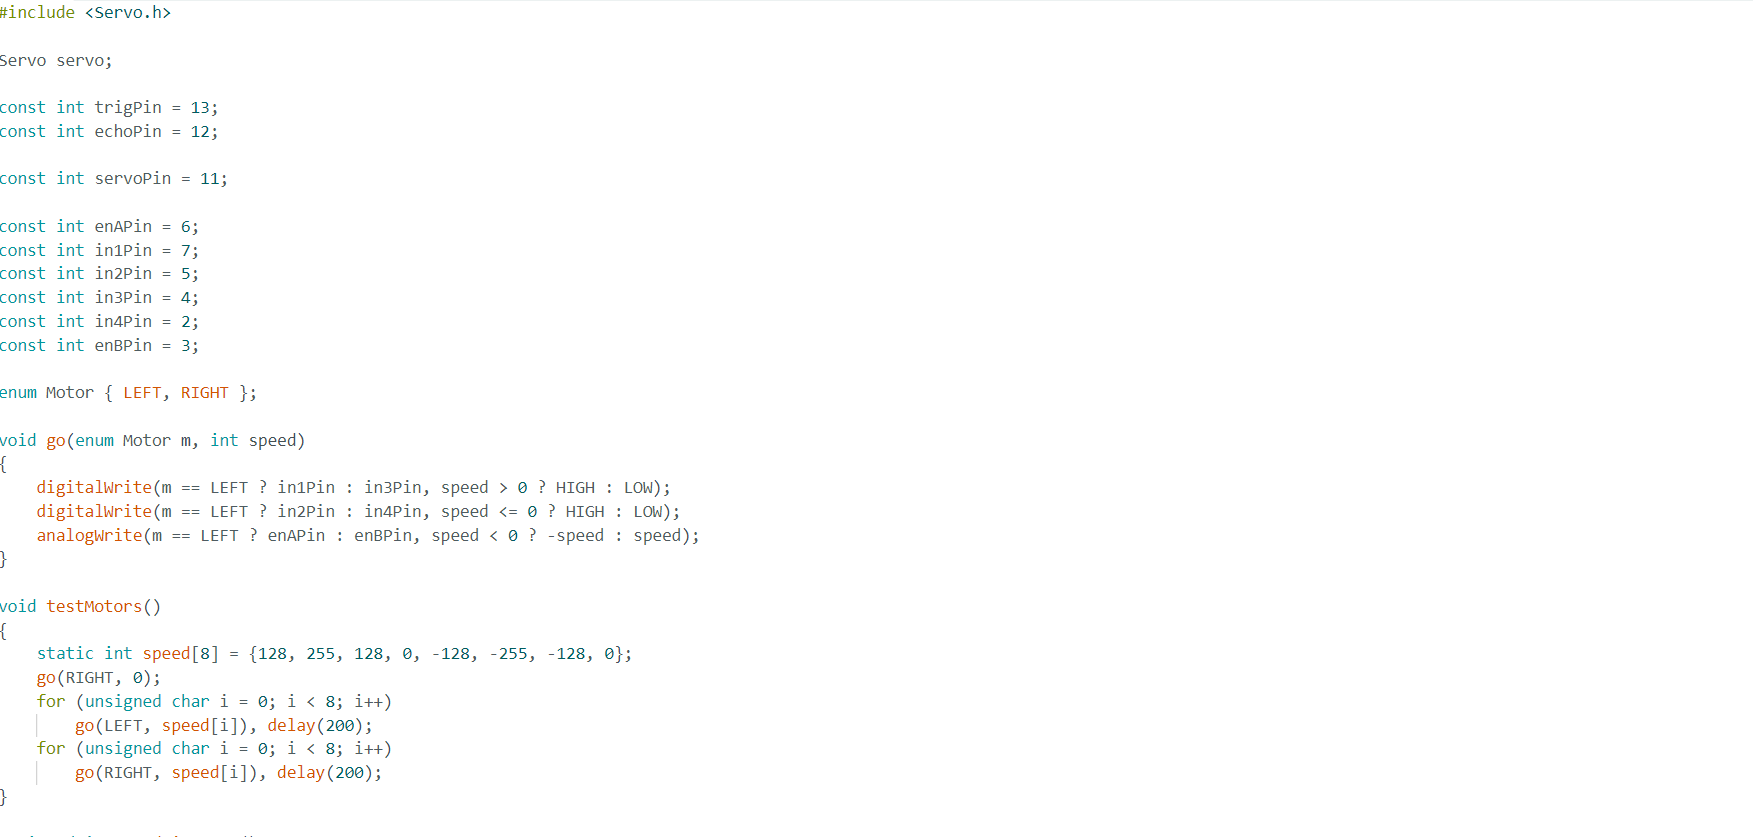 #include <Servo.h>
Servo servo;
const int trigPin = 13;
const int echoPin = 12;
const int servoPin = 11;
const int enAPin = 6;
const int in1Pin = 7;
const int in2Pin = 5;
const int in3Pin = 4;
const int in4Pin = 2;
const int enBPin = 3;
enum Motor { LEFT, RIGHT };
void go(enum Motor m, int speed)
{
digitalWrite(m == LEFT ? in1Pin : in3Pin, speed > 0 ? HIGH : LOW);
digitalWrite(m == LEFT ? in2Pin : in4Pin, speed <= 0 ? HIGH : LOW);
analogWrite(m == LEFT ? enAPin : enBPin, speed < 0 ? -speed : speed);
}
void testMotors()
{
static int speed[8] = {128, 255, 128, 0, -128, -255, -128, 0};
go(RIGHT, 0);
for (unsigned char i = 0; i < 8; i++)
go(LEFT, speed[i]), delay(200);
for (unsigned char i = 0; i < 8; i++)
go(RIGHT, speed[i]), delay(200);
}